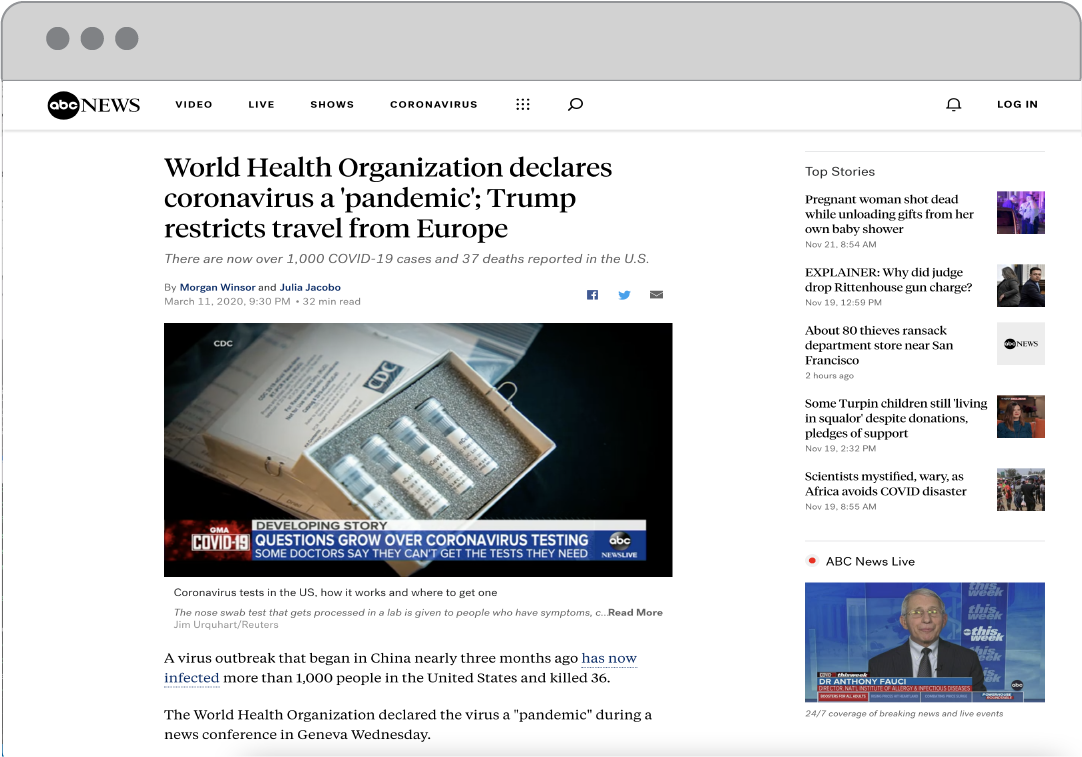 abc NEWS
VIDEO
LIVE
SHOWS
CORONAVIRUS
LOG IN
World Health Organization declares
coronavirus a 'pandemic'; Trump
restricts travel from Europe
There are now over 1,000 COVID-19 cases and 37 deaths reported in the U.S.
By Morgan Winsor and Julia Jacobo
March 11, 2020, 9:30 PM • 32 min read
CDC
CDC
GMA
COVID-19
DEVELOPING STORY
QUESTIONS GROW OVER CORONAVIRUS TESTING
SOME DOCTORS SAY THEY CAN'T GET THE TESTS THEY NEED
abc
NEWSLIVE
Coronavirus tests in the US, how it works and where to get one
The nose swab test that gets processed in a lab is given to people who have symptoms, c...Read More
Jim Urquhart/Reuters
A virus outbreak that began in China nearly three months ago has now
infected more than 1,000 people in the United States and killed 36.
The World Health Organization declared the virus a "pandemic" during a
news conference in Geneva Wednesday.
Top Stories
Pregnant woman shot dead
while unloading gifts from her
own baby shower
Nov 21, 8:54 AM
EXPLAINER: Why did judge
drop Rittenhouse gun charge?
Nov 19, 12:59 PM
About 80 thieves ransack
department store near San
Francisco
2 hours ago
abc NEWS
Some Turpin children still 'living
in squalor' despite donations,
pledges of support
Nov 19, 2:32 PM
Scientists mystified, wary, as
Africa avoids COVID disaster
Nov 19, 8:55 AM
ABC News Live
this week
this week
DR ANTHONY FAUCI
DIRECTOR, NAT'L INSTITUTE OF ALLERGY & INFECTIOUS DISEASES
BOOSTERS FOR ALL ADULTS
POWERHOUSE
ROUNDTABLE
abc
24/7 coverage of breaking news and live events